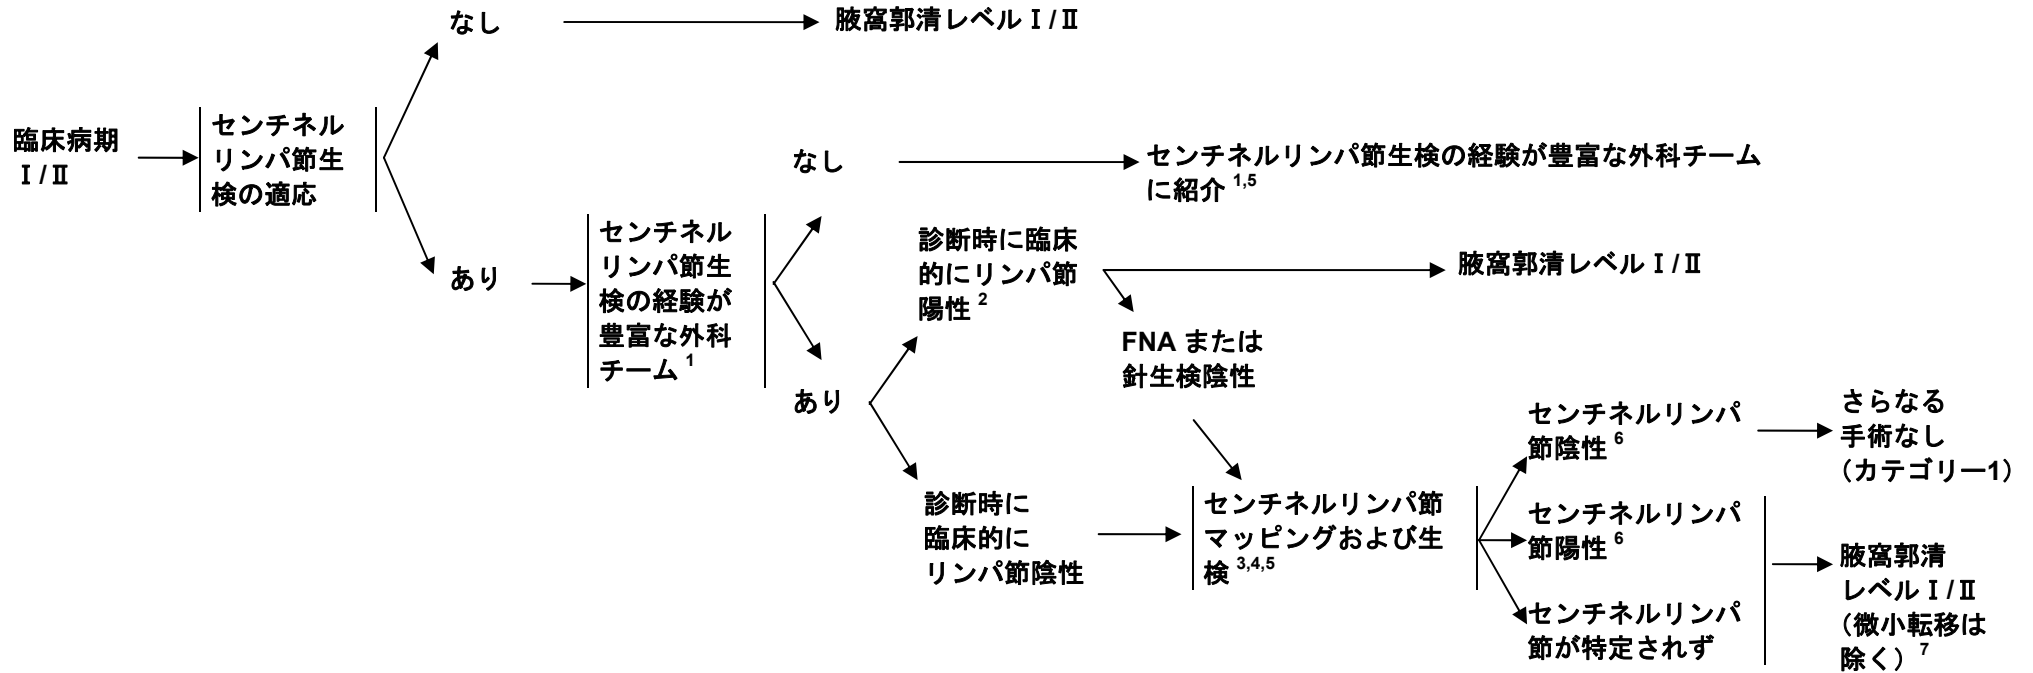 なし
腋窩郭清レベルⅠ/Ⅱ
臨床病期
Ⅰ/Ⅱ
センチネル
リンパ節生
検の適応
あり
センチネル
リンパ節生
検の経験が
豊富な外科
チーム 1
なし
センチネルリンパ節生検の経験が豊富な外科チーム
に紹介 1,5
あり
診断時に臨床
的にリンパ節
陽性 2
腋窩郭清レベルⅠ/Ⅱ
FNA または
針生検陰性
診断時に
臨床的に
リンパ節陰性
センチネルリンパ節
マッピングおよび生
検 3,4,5
センチネルリンパ
節陰性 6
さらなる
手術なし
（カテゴリー1）
センチネルリンパ
節陽性 6
センチネルリンパ
節が特定されず
腋窩郭清
レベルⅠ/Ⅱ
（微小転移は
除く） 7